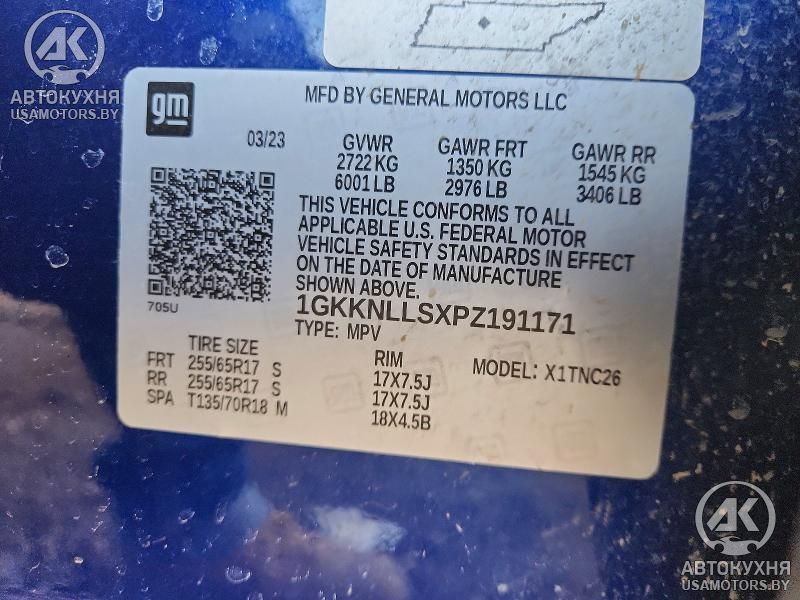 АК
АВТОКУХНЯ
USAMOTORS.BY
gm
MFD BY GENERAL MOTORS LLC
03/23
GVWR
2722 KG
6001 LB
GAWR FRT
1350 KG
2976 LB
GAWR RR
1545 KG
3406 LB
THIS VEHICLE CONFORMS TO ALL
APPLICABLE U.S. FEDERAL MOTOR
VEHICLE SAFETY STANDARDS IN EFFECT
ON THE DATE OF MANUFACTURE
SHOWN ABOVE.
705U
1GKKNLLSXPZ191171
TYPE: MPV
TIRE SIZE
FRT 255/65R17 S
RR 255/65R17 S
SPA T135/70R18 M
RIM
17X7.5J
17X7.5J
18X4.5B
MODEL: X1TNC26
АК
АВТОКУХНЯ
USAMOTORS.BY